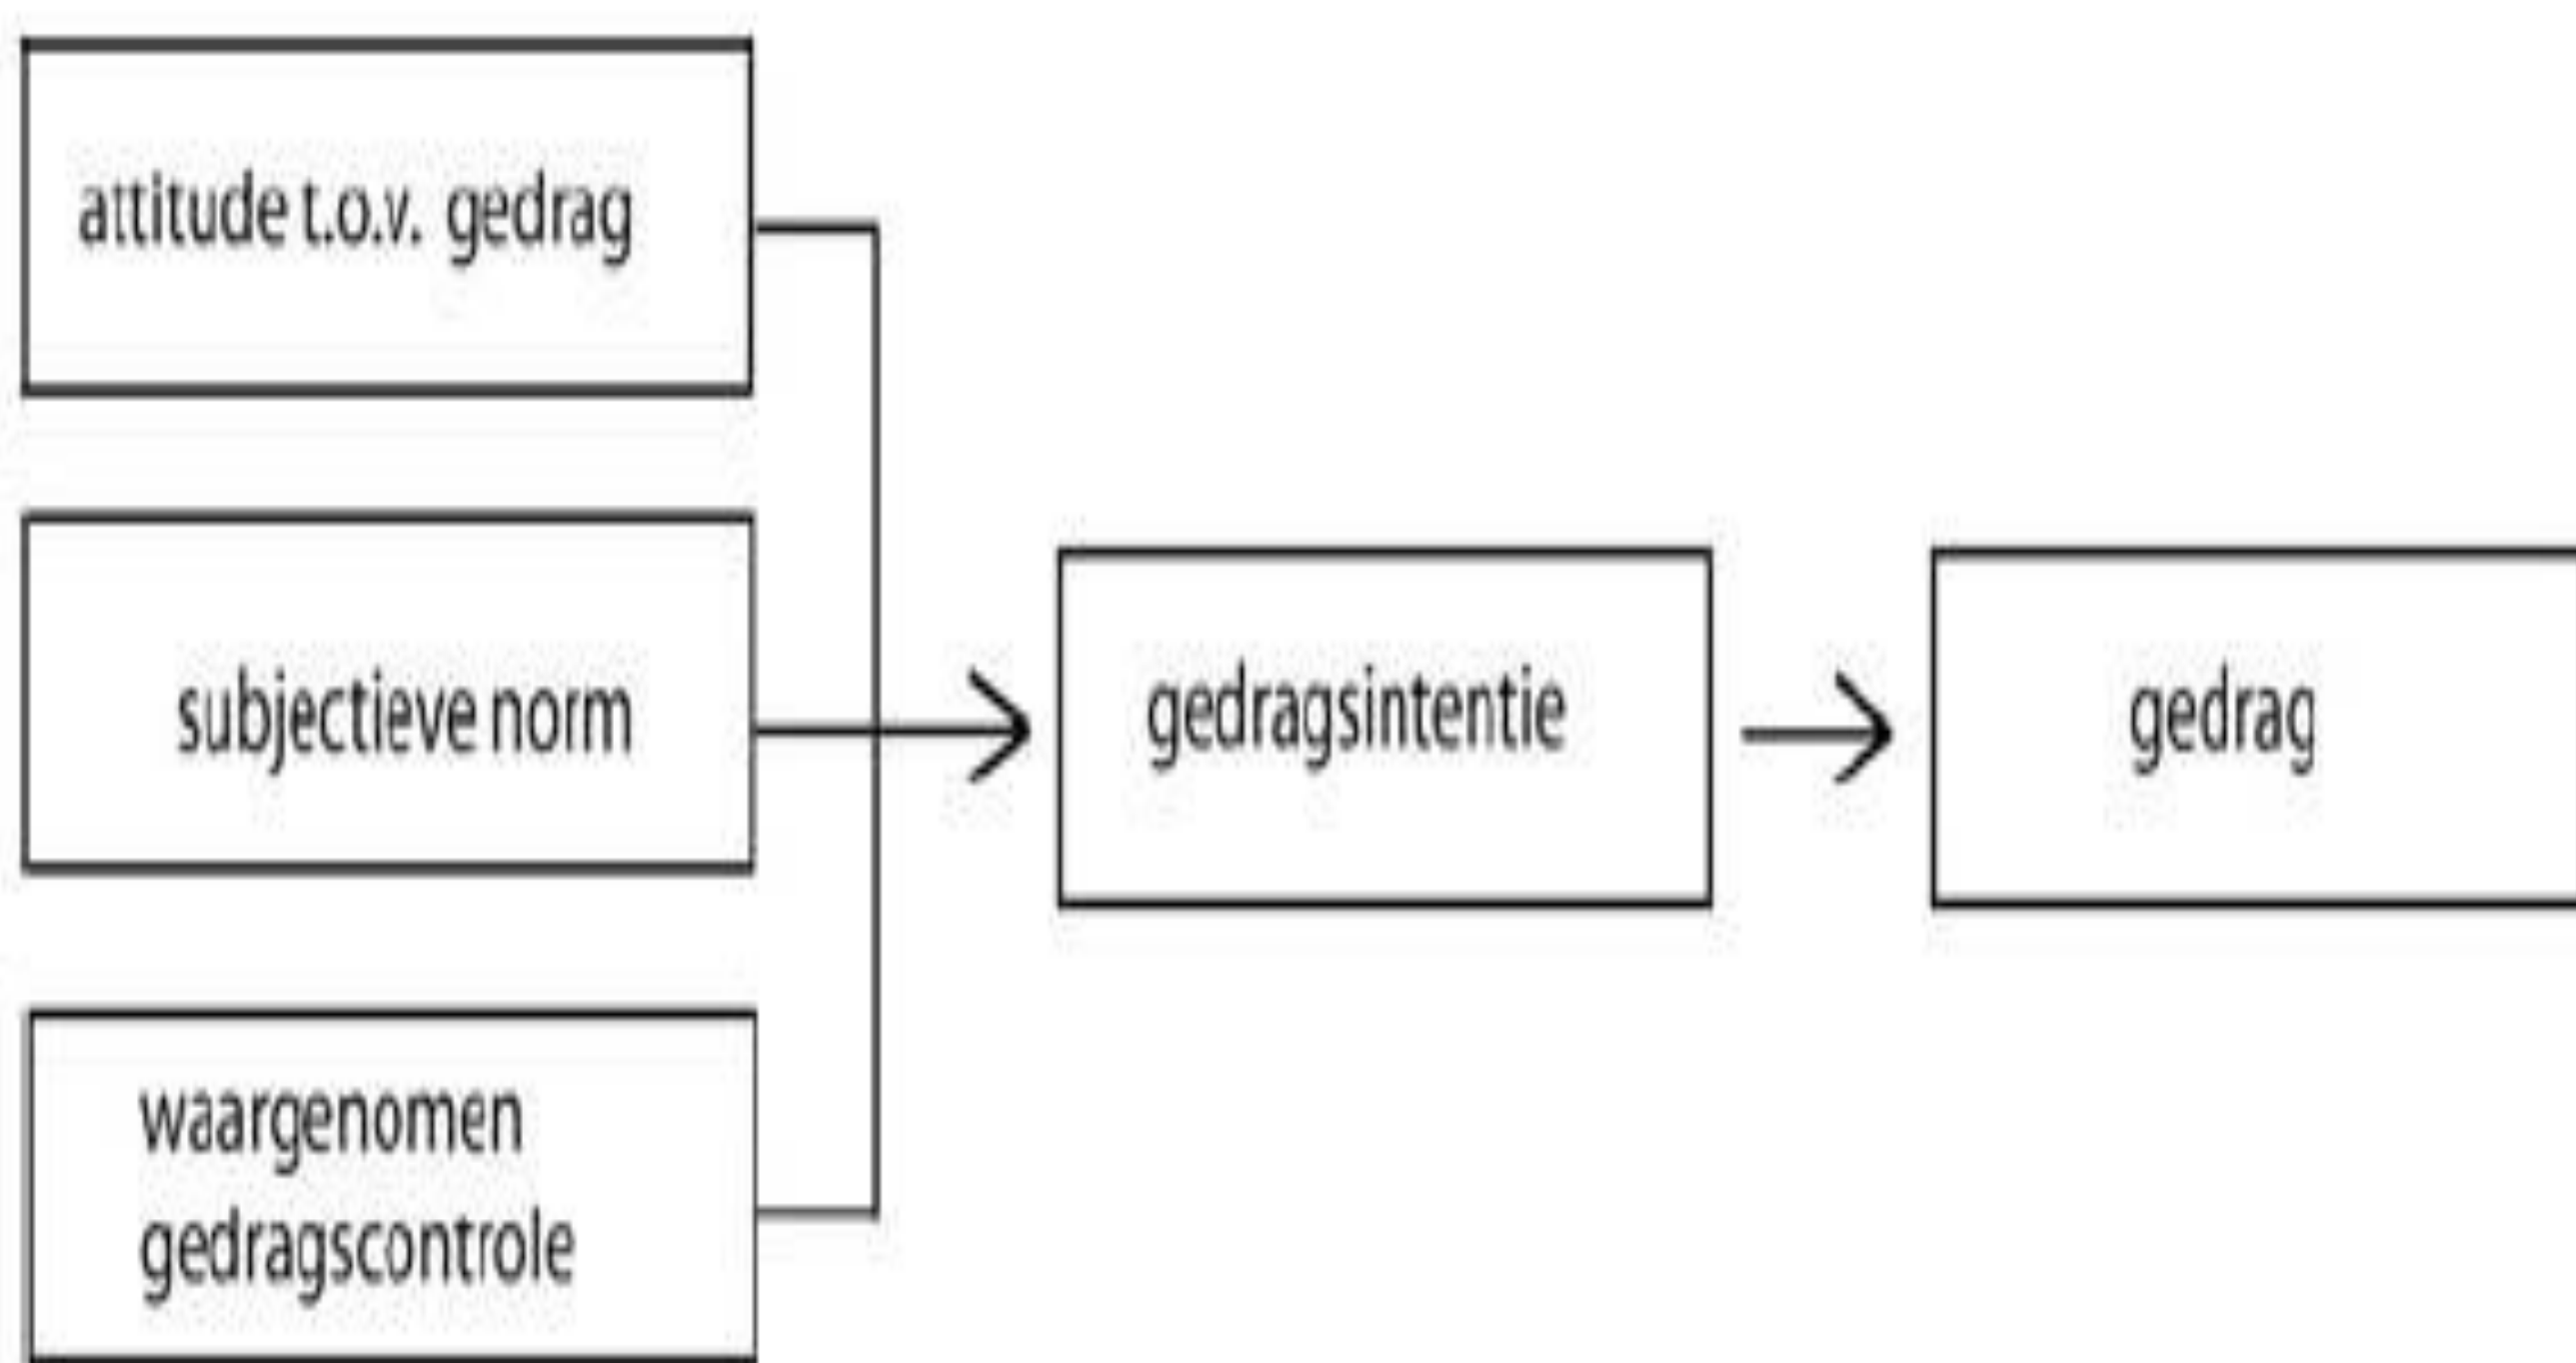 attitude t.o.v. gedrag
subjectieve norm
waargenomen
gedragscontrole
gedragsintentie
gedrag